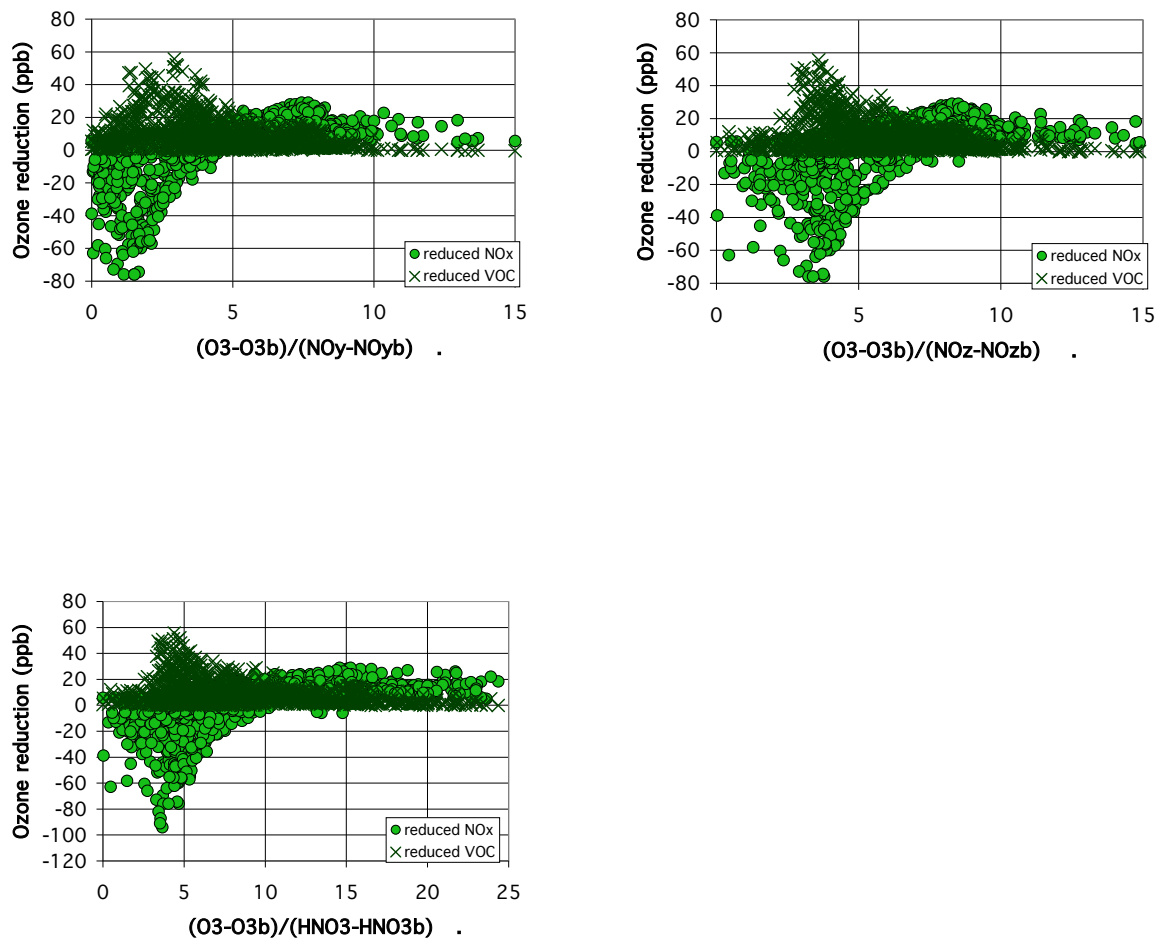 80
60
40
20
0
-20
-40
-60
-80
Ozone reduction (ppb)
reduced NOx
reduced VOC
0 5 10 15
(O3-O3b)/(NOy-NOyb) .
80
60
40
20
0
-20
-40
-60
-80
Ozone reduction (ppb)
reduced NOx
reduced VOC
0 5 10 15
(O3-O3b)/(NOz-NOzb) .
80
60
40
20
0
-20
-40
-60
-80
-100
-120
Ozone reduction (ppb)
reduced NOx
reduced VOC
0 5 10 15 20 25
(O3-O3b)/(HNO3-HNO3b) .